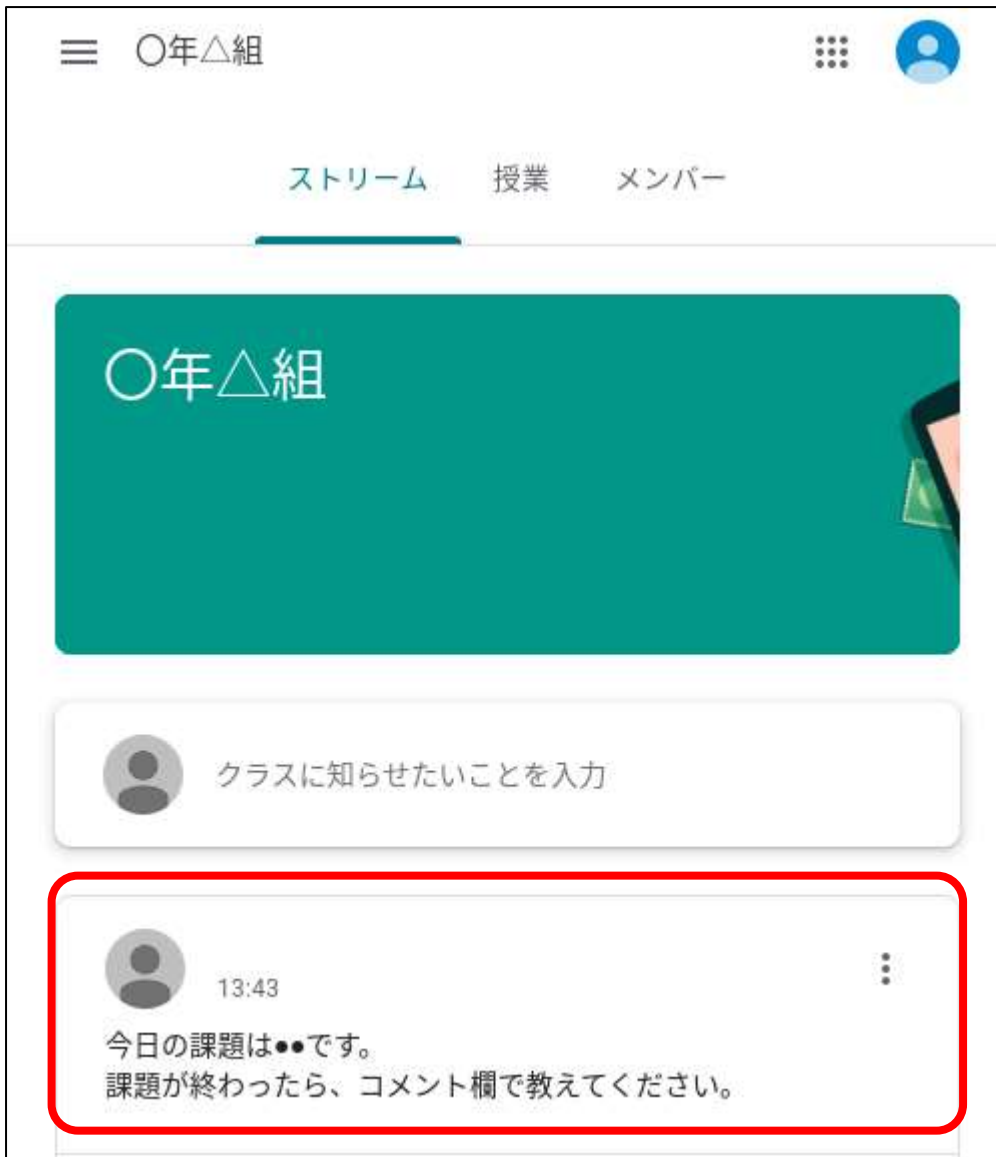 〇年△組
ストリーム 授業 メンバー
〇年△組
クラスに知らせたいことを入力
13:43
今日の課題は●●です。
課題が終わったら、コメント欄で教えてください。